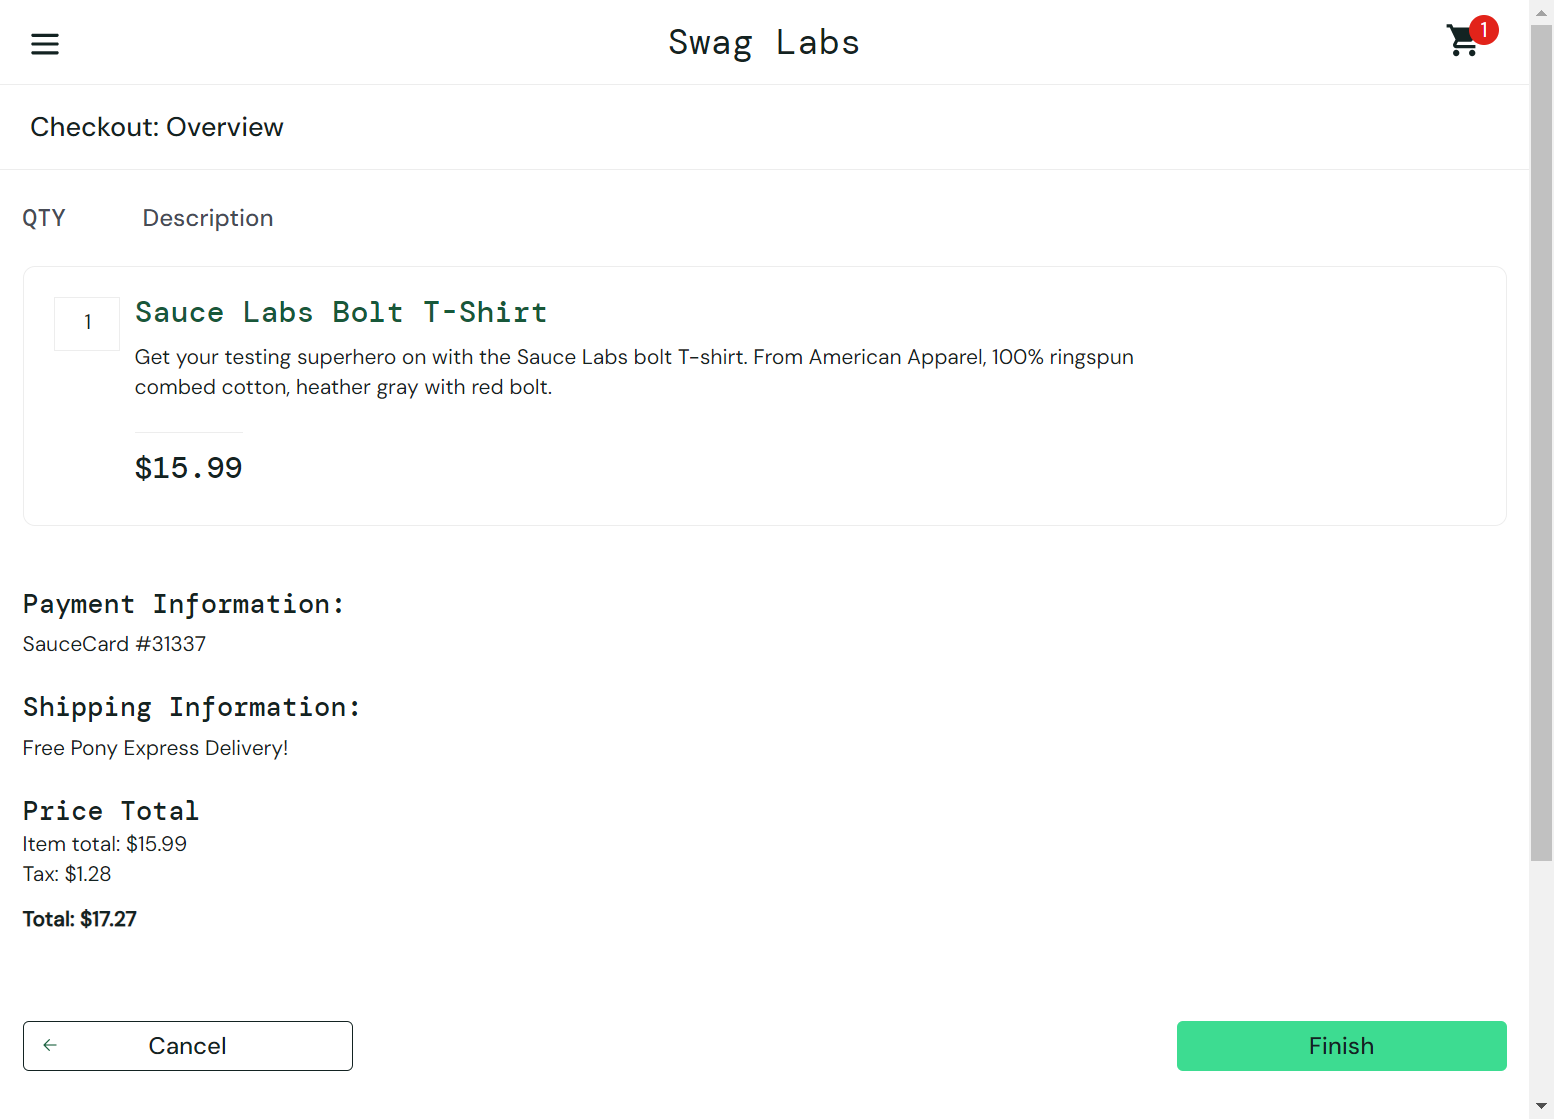 Swag Labs
1
Checkout: Overview
QTY Description
1
Sauce Labs Bolt T-Shirt
Get your testing superhero on with the Sauce Labs bolt T-shirt. From American Apparel, 100% ringspun
combed cotton, heather gray with red bolt.
$15.99
Payment Information:
SauceCard #31337
Shipping Information:
Free Pony Express Delivery!
Price Total
Item total: $15.99
Tax: $1.28
Total: $17.27
Cancel
Finish